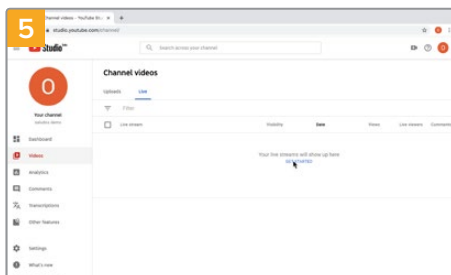 5
Channel videos - YouTube St...
studio.youtube.com/channel/
Studio
Search across your channel
O
Channel videos
Uploads
Live
Filter
Live stream
Visibility
Date
Views
Live viewers
Comments
Your live streams will show up here
GET STARTED
Your channel
Dashboard
Videos
Analytics
Comments
Transcriptions
Other features
Settings
What's new